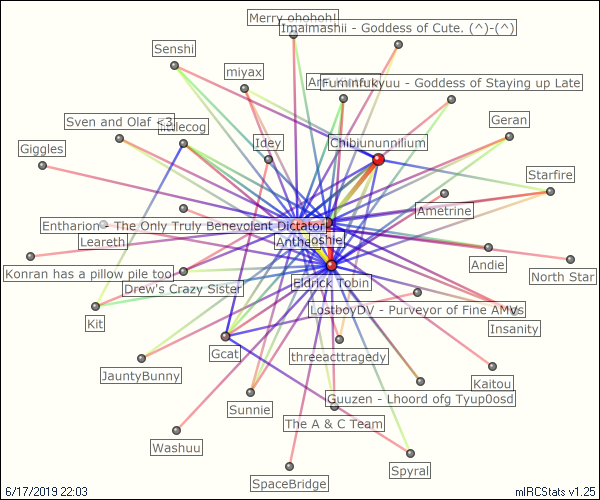 Merry ohohoh!
Imaimashii - Goddess of Cute. (^)-(^)
Senshi
miyax
Fuminfukyuu - Goddess of Staying up Late
Sven and Olaf <3
littlecog
Geran
Idey
Chibiununnilium
Giggles
Starfire
Ametrine
Entharion - The Only Truly Benevolent Dictator
Leareth
Andie
Konran has a pillow pile too
North Star
Drew's Crazy Sister
Eldrick Tobin
LostboyDV - Purveyor of Fine AMVs
Kit
Insanity
Gcat
threeacttragedy
JauntyBunny
Kaitou
Sunnie
Guuzen - Lhoord ofg Tyup0osd
The A & C Team
Washuu
Spyral
SpaceBridge
6/17/2019 22:03
mIRCStats v1.25